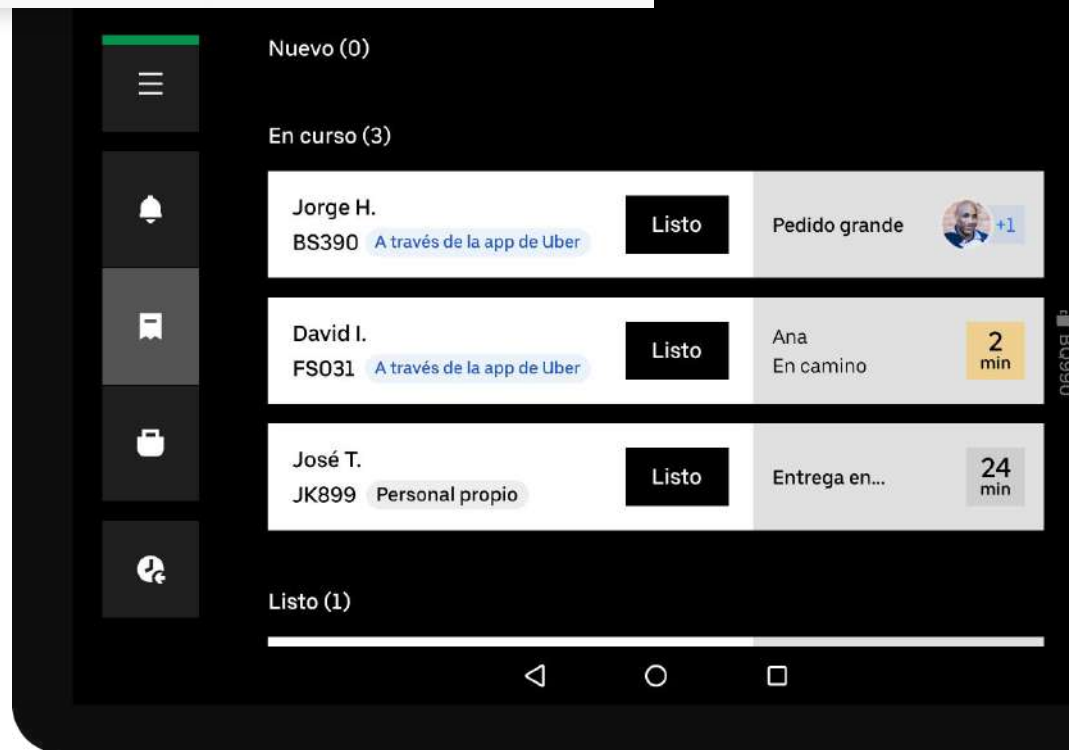 Nuevo (0)
En curso (3)
Jorge H.
BS390 A través de la app de Uber
Listo
Pedido grande
+1
David I.
FS031 A través de la app de Uber
Listo
Ana
En camino
2
min
José T.
JK899 Personal propio
Listo
Entrega en...
24
min
Listo (1)
BQ990